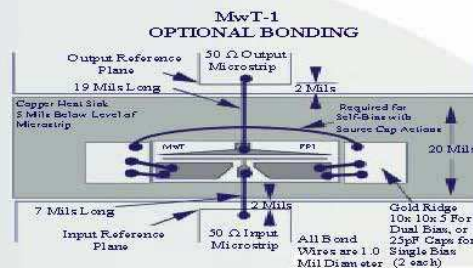 MwT-1
OPTIONAL BONDING
Output Reference
Plane
50 Ω Output
Microstrip
19 Mils Long
2 Mils
Copper Heat Sink
5 Mils Below Level of
Microstrip
Required for
Self-Bias with
Source Cap Actions
MwT
FP1
20 Mils
7 Mils Long
2 Mils
Input Reference
Plane
50 Ω Input
Microstrip
All Bond
Wires are 1.0
Mil Diameter
Gold Ridge
10x 10x 5 For
Dual Bias, or
25pF Caps for
Single Bias
(2 each)